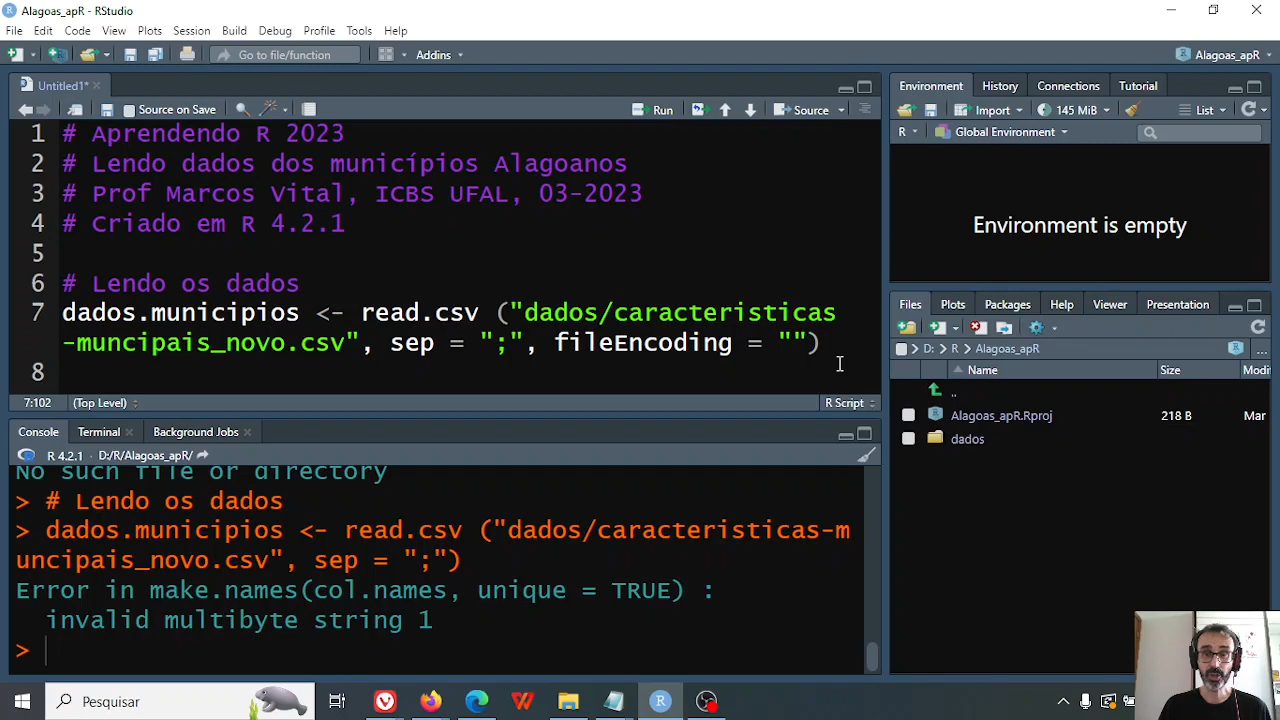 Alagoas_apR - RStudio
File Edit Code View Plots Session Build Debug Profile Tools Help
Go to file/function Addins Alagoas_apR
Untitled1*
Source on Save Run Source
1 # Aprendendo R 2023
2 # Lendo dados dos municípios Alagoanos
3 # Prof Marcos Vital, ICBS UFAL, 03-2023
4 # Criado em R 4.2.1
5
6 # Lendo os dados
7 dados.municipios <- read.csv ("dados/caracteristicas
-muncipais_novo.csv", sep = ";", fileEncoding = "")
8
7:102 (Top Level) R Script
Console Terminal Background Jobs
R 4.2.1 · D:/R/Alagoas_apR/
No such file or directory
> # Lendo os dados
> dados.municipios <- read.csv ("dados/caracteristicas-m
uncipais_novo.csv", sep = ";")
Error in make.names(col.names, unique = TRUE) :
invalid multibyte string 1
>
Environment History Connections Tutorial
Import 145 MiB List
R Global Environment
Environment is empty
Files Plots Packages Help Viewer Presentation
D: R Alagoas_apR ...
Name Size Modi
..
Alagoas_apR.Rproj 218 B Mar
dados
Pesquisar